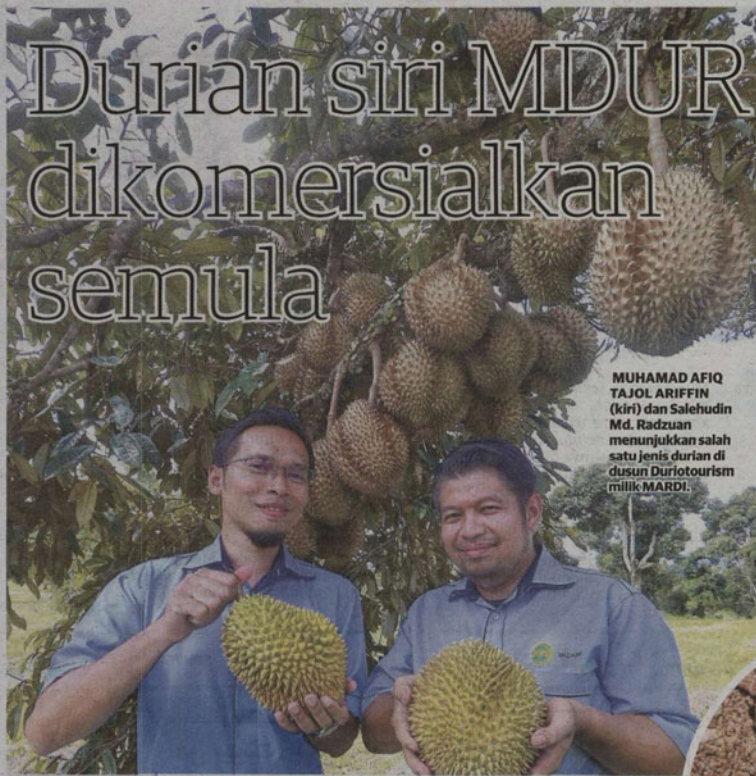 Durian siri MDUR
dikomersialkan
semula
MUHAMAD AFIQ
TAJOL ARIFFIN
(kiri) dan Salehudin
Md. Radzuan
menunjukkan salah
satu jenis durian di
dusun Duriotourism
milik MARDI.